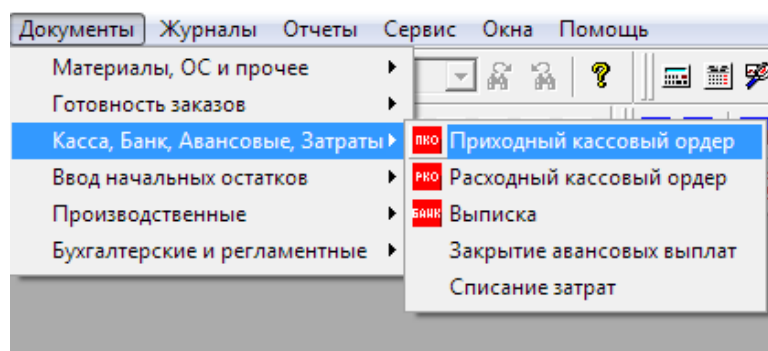 Документы Журналы Отчеты Сервис Окна Помощь
Материалы, ОС и прочее
Готовность заказов
Касса, Банк, Авансовые, Затраты
Ввод начальных остатков
Производственные
Бухгалтерские и регламентные
ПКО Приходный кассовый ордер
РКО Расходный кассовый ордер
БАНК Выписка
Закрытие авансовых выплат
Списание затрат